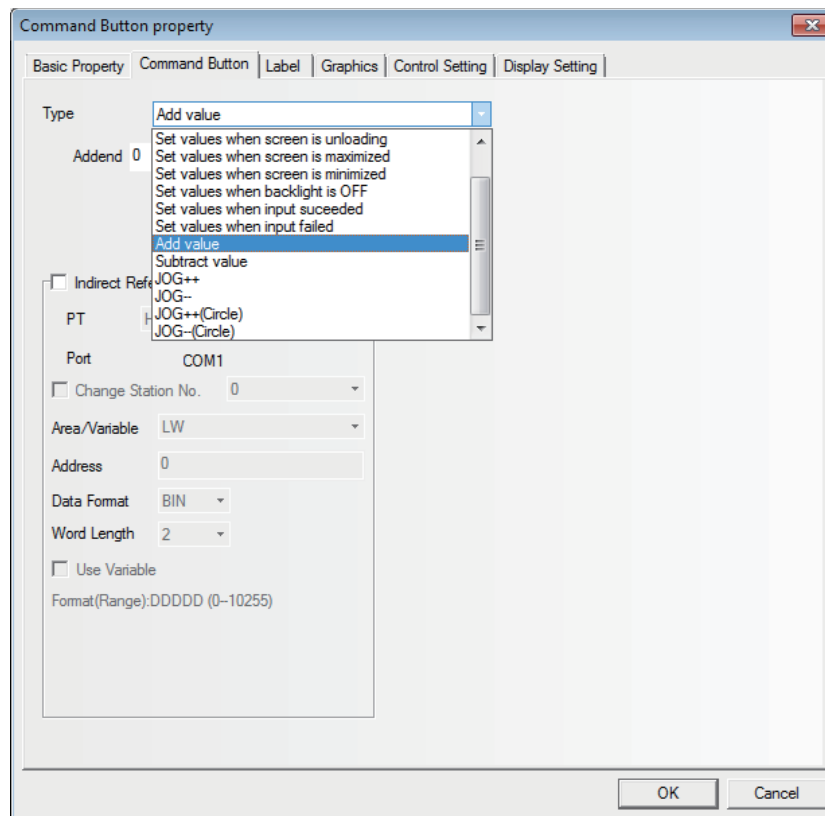 Command Button property
Basic Property Command Button Label Graphics Control Setting Display Setting
Type Add value
Set values when screen is unloading
Addend 0 Set values when screen is maximized
Set values when screen is minimized
Set values when backlight is OFF
Set values when input suceeded
Set values when input failed
Add value
Subtract value
Indirect Refe JOG++
JOG--
PT H JOG++(Circle)
JOG--(Circle)
Port COM1
Change Station No. 0
Area/Variable LW
Address 0
Data Format BIN
Word Length 2
Use Variable
Format(Range):DDDDD (0--10255)
OK Cancel